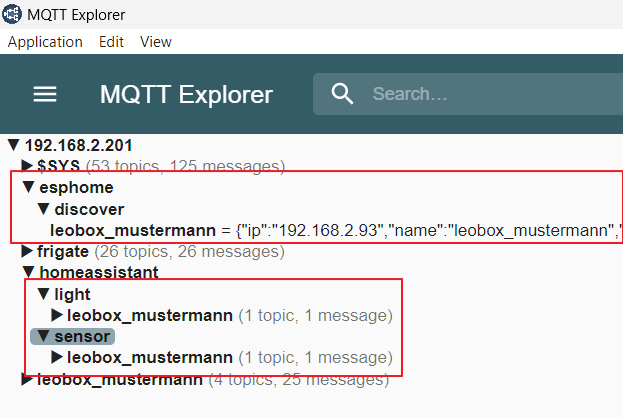 MQTT Explorer
Application Edit View
MQTT Explorer Search...
▼ 192.168.2.201
▶ $SYS (53 topics, 125 messages)
▼ esphome
▼ discover
leobox_mustermann = {"ip":"192.168.2.93","name":"leobox_mustermann","
▶ frigate (26 topics, 26 messages)
▼ homeassistant
▼ light
▶ leobox_mustermann (1 topic, 1 message)
▼ sensor
▶ leobox_mustermann (1 topic, 1 message)
▶ leobox_mustermann (4 topics, 25 messages)